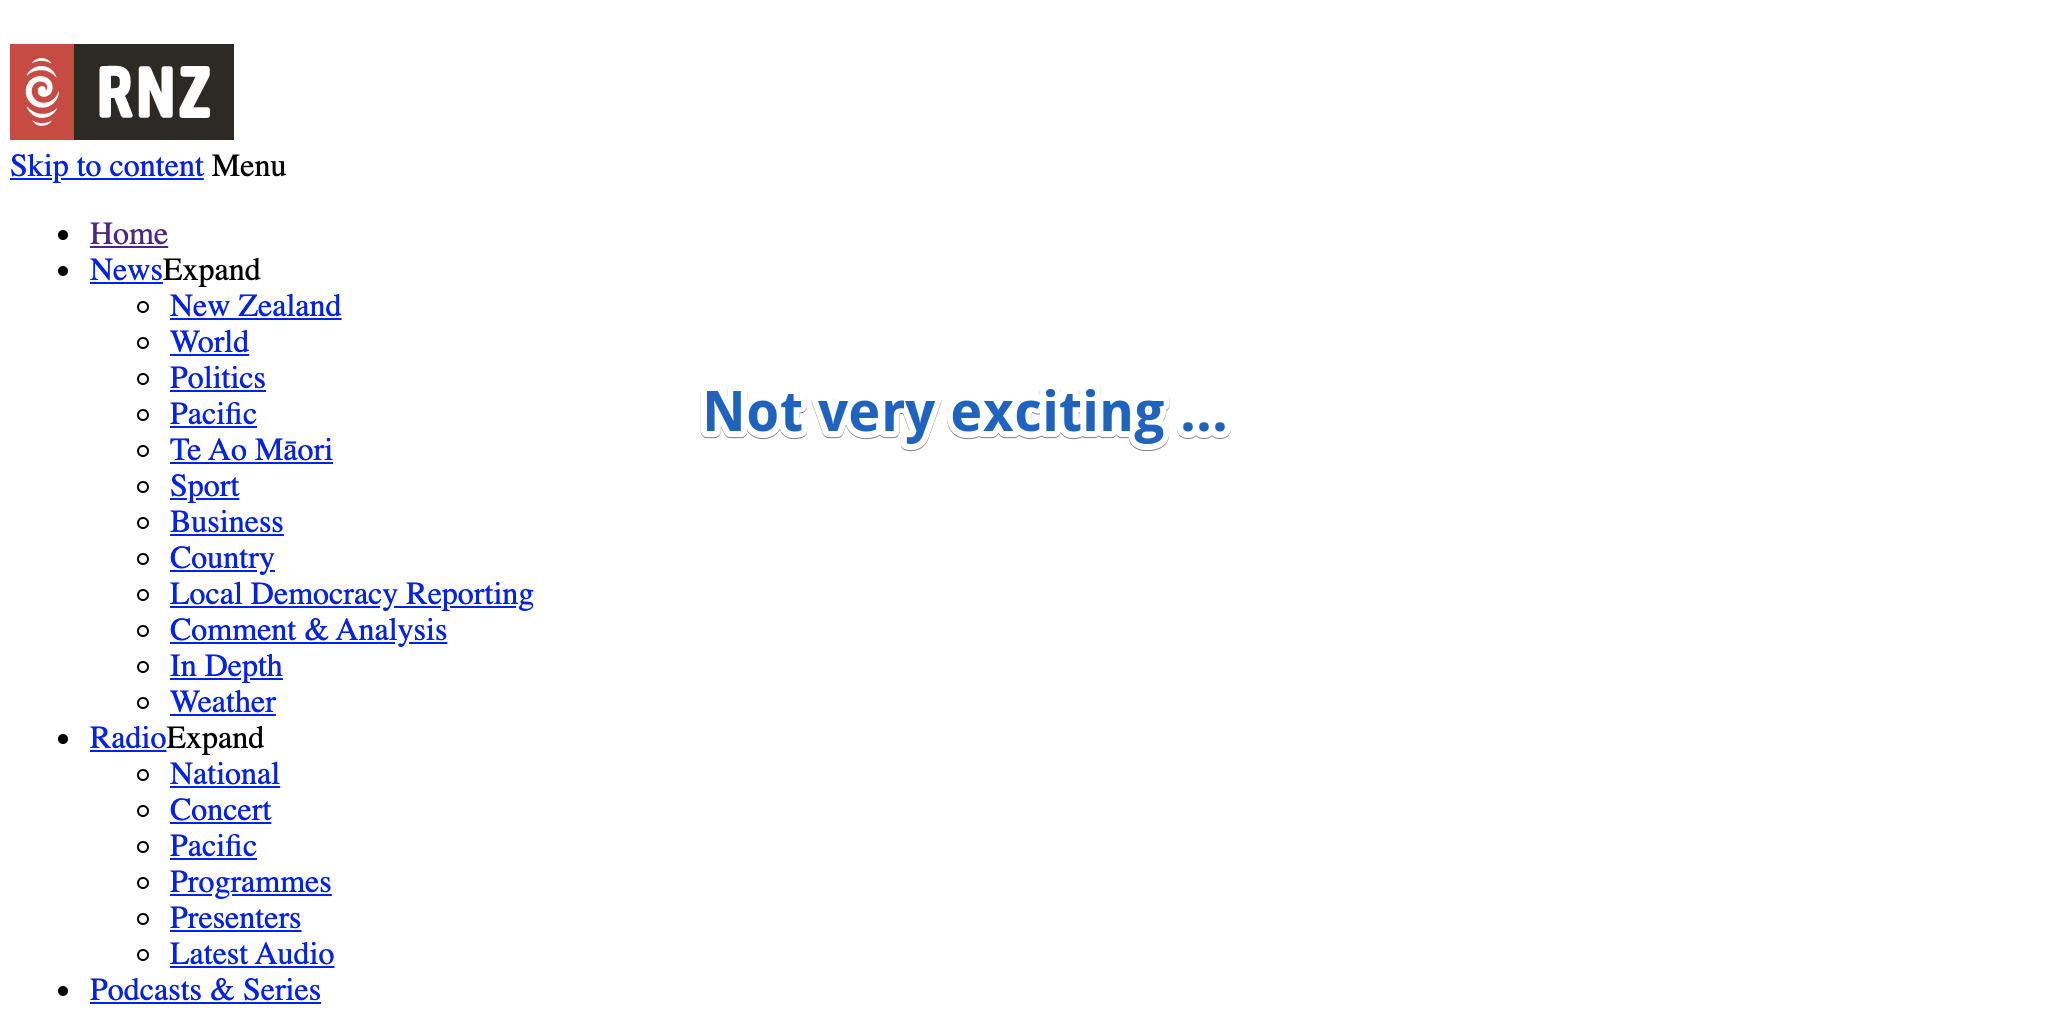 RNZ
Skip to content Menu
Home
NewsExpand
New Zealand
World
Politics
Pacific
Te Ao Māori
Sport
Business
Country
Local Democracy Reporting
Comment & Analysis
In Depth
Weather
RadioExpand
National
Concert
Pacific
Programmes
Presenters
Latest Audio
Podcasts & Series
Not very exciting ...